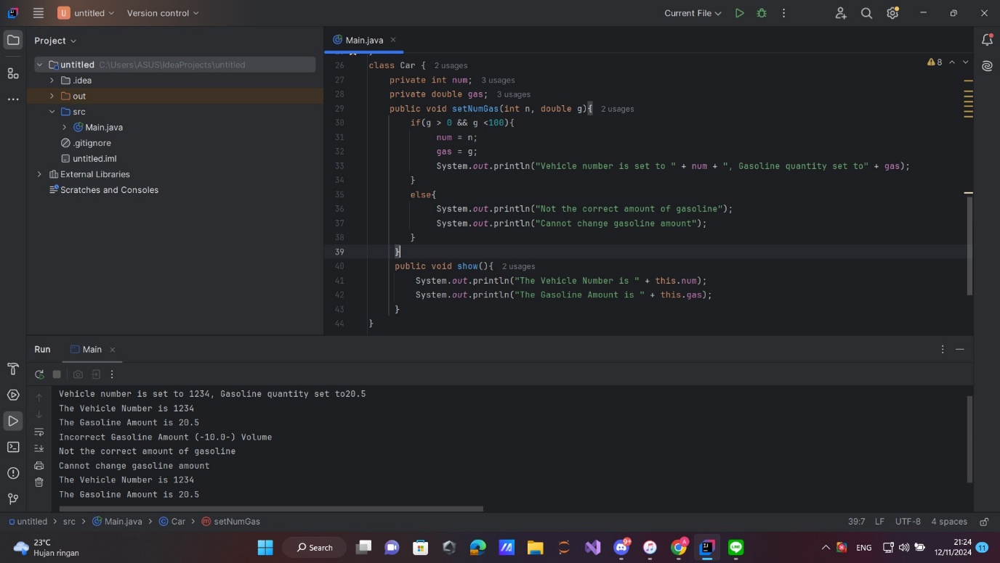 U untitled Version control Current File
Project
Main.java
untitled C:\Users\ASUS\IdeaProjects\untitled
.idea
out
src
Main.java
.gitignore
untitled.iml
External Libraries
Scratches and Consoles
8
26 class Car { 2 usages
27 private int num; 3 usages
28 private double gas; 3 usages
29 public void setNumGas(int n, double g){ 2 usages
30 if(g > 0 && g <100){
31 num = n;
32 gas = g;
33 System.out.println("Vehicle number is set to " + num + ", Gasoline quantity set to" + gas);
34 }
35 else{
36 System.out.println("Not the correct amount of gasoline");
37 System.out.println("Cannot change gasoline amount");
38 }
39 }
40 public void show(){ 2 usages
41 System.out.println("The Vehicle Number is " + this.num);
42 System.out.println("The Gasoline Amount is " + this.gas);
43 }
44 }
Run Main
Vehicle number is set to 1234, Gasoline quantity set to20.5
The Vehicle Number is 1234
The Gasoline Amount is 20.5
Incorrect Gasoline Amount (-10.0-) Volume
Not the correct amount of gasoline
Cannot change gasoline amount
The Vehicle Number is 1234
The Gasoline Amount is 20.5
untitled > src > Main.java > Car > setNumGas 39:7 LF UTF-8 4 spaces
23°C
Hujan ringan
Search
ENG
21:24
12/11/2024
11